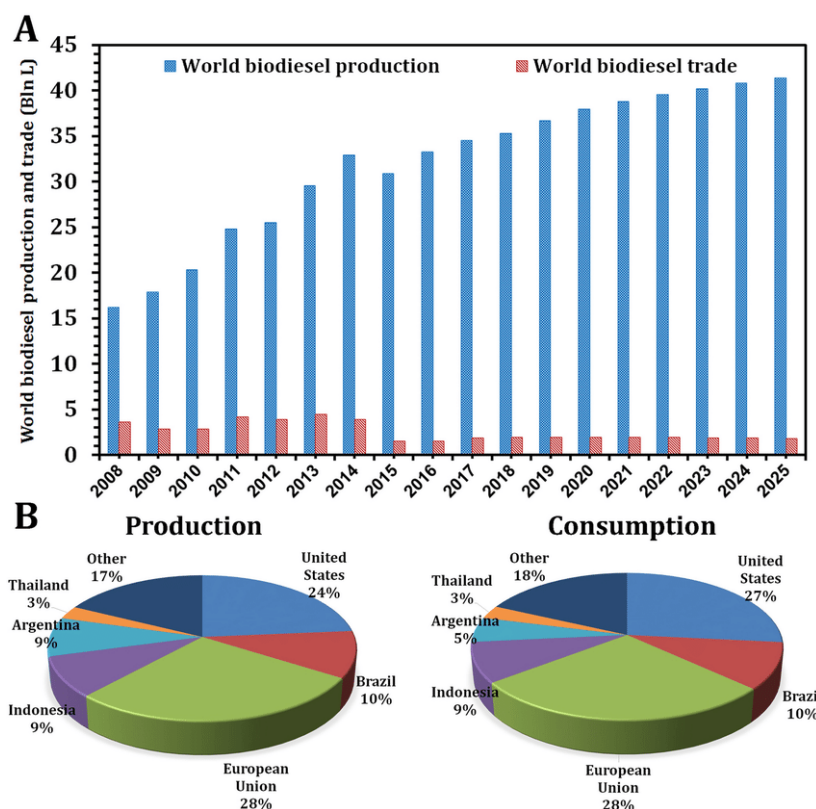 A
World biodiesel production and trade (Bln L)
45
40
35
30
25
20
15
10
5
0
World biodiesel production
World biodiesel trade
2008
2009
2010
2011
2012
2013
2014
2015
2016
2017
2018
2019
2020
2021
2022
2023
2024
2025
B
Production
Other
17%
United
States
24%
Thailand
3%
Argentina
9%
Indonesia
9%
Brazil
10%
European
Union
28%
Consumption
Other
18%
United
States
27%
Thailand
3%
Argentina
5%
Indonesia
9%
Brazil
10%
European
Union
28%